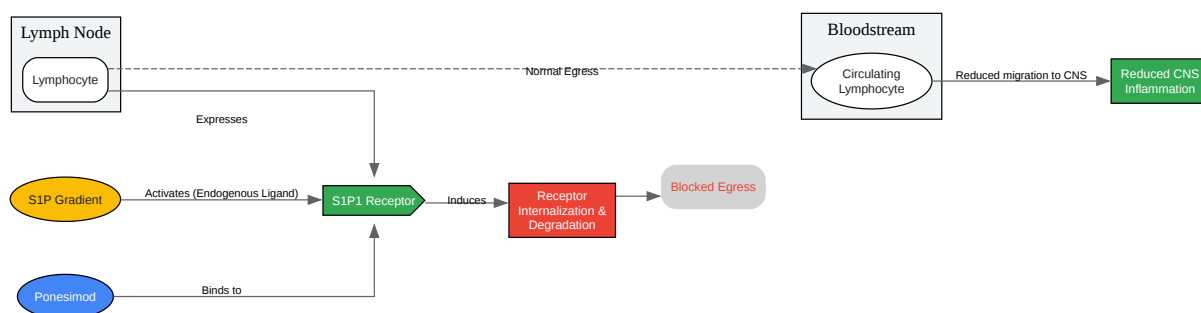 Lymph Node
Lymphocyte
Normal Egress
Bloodstream
Circulating
Lymphocyte
Reduced migration to CNS
Reduced CNS
Inflammation
Expresses
S1P Gradient
Activates (Endogenous Ligand)
S1P1 Receptor
Induces
Receptor
Internalization &
Degradation
Blocked Egress
Ponesimod
Binds to